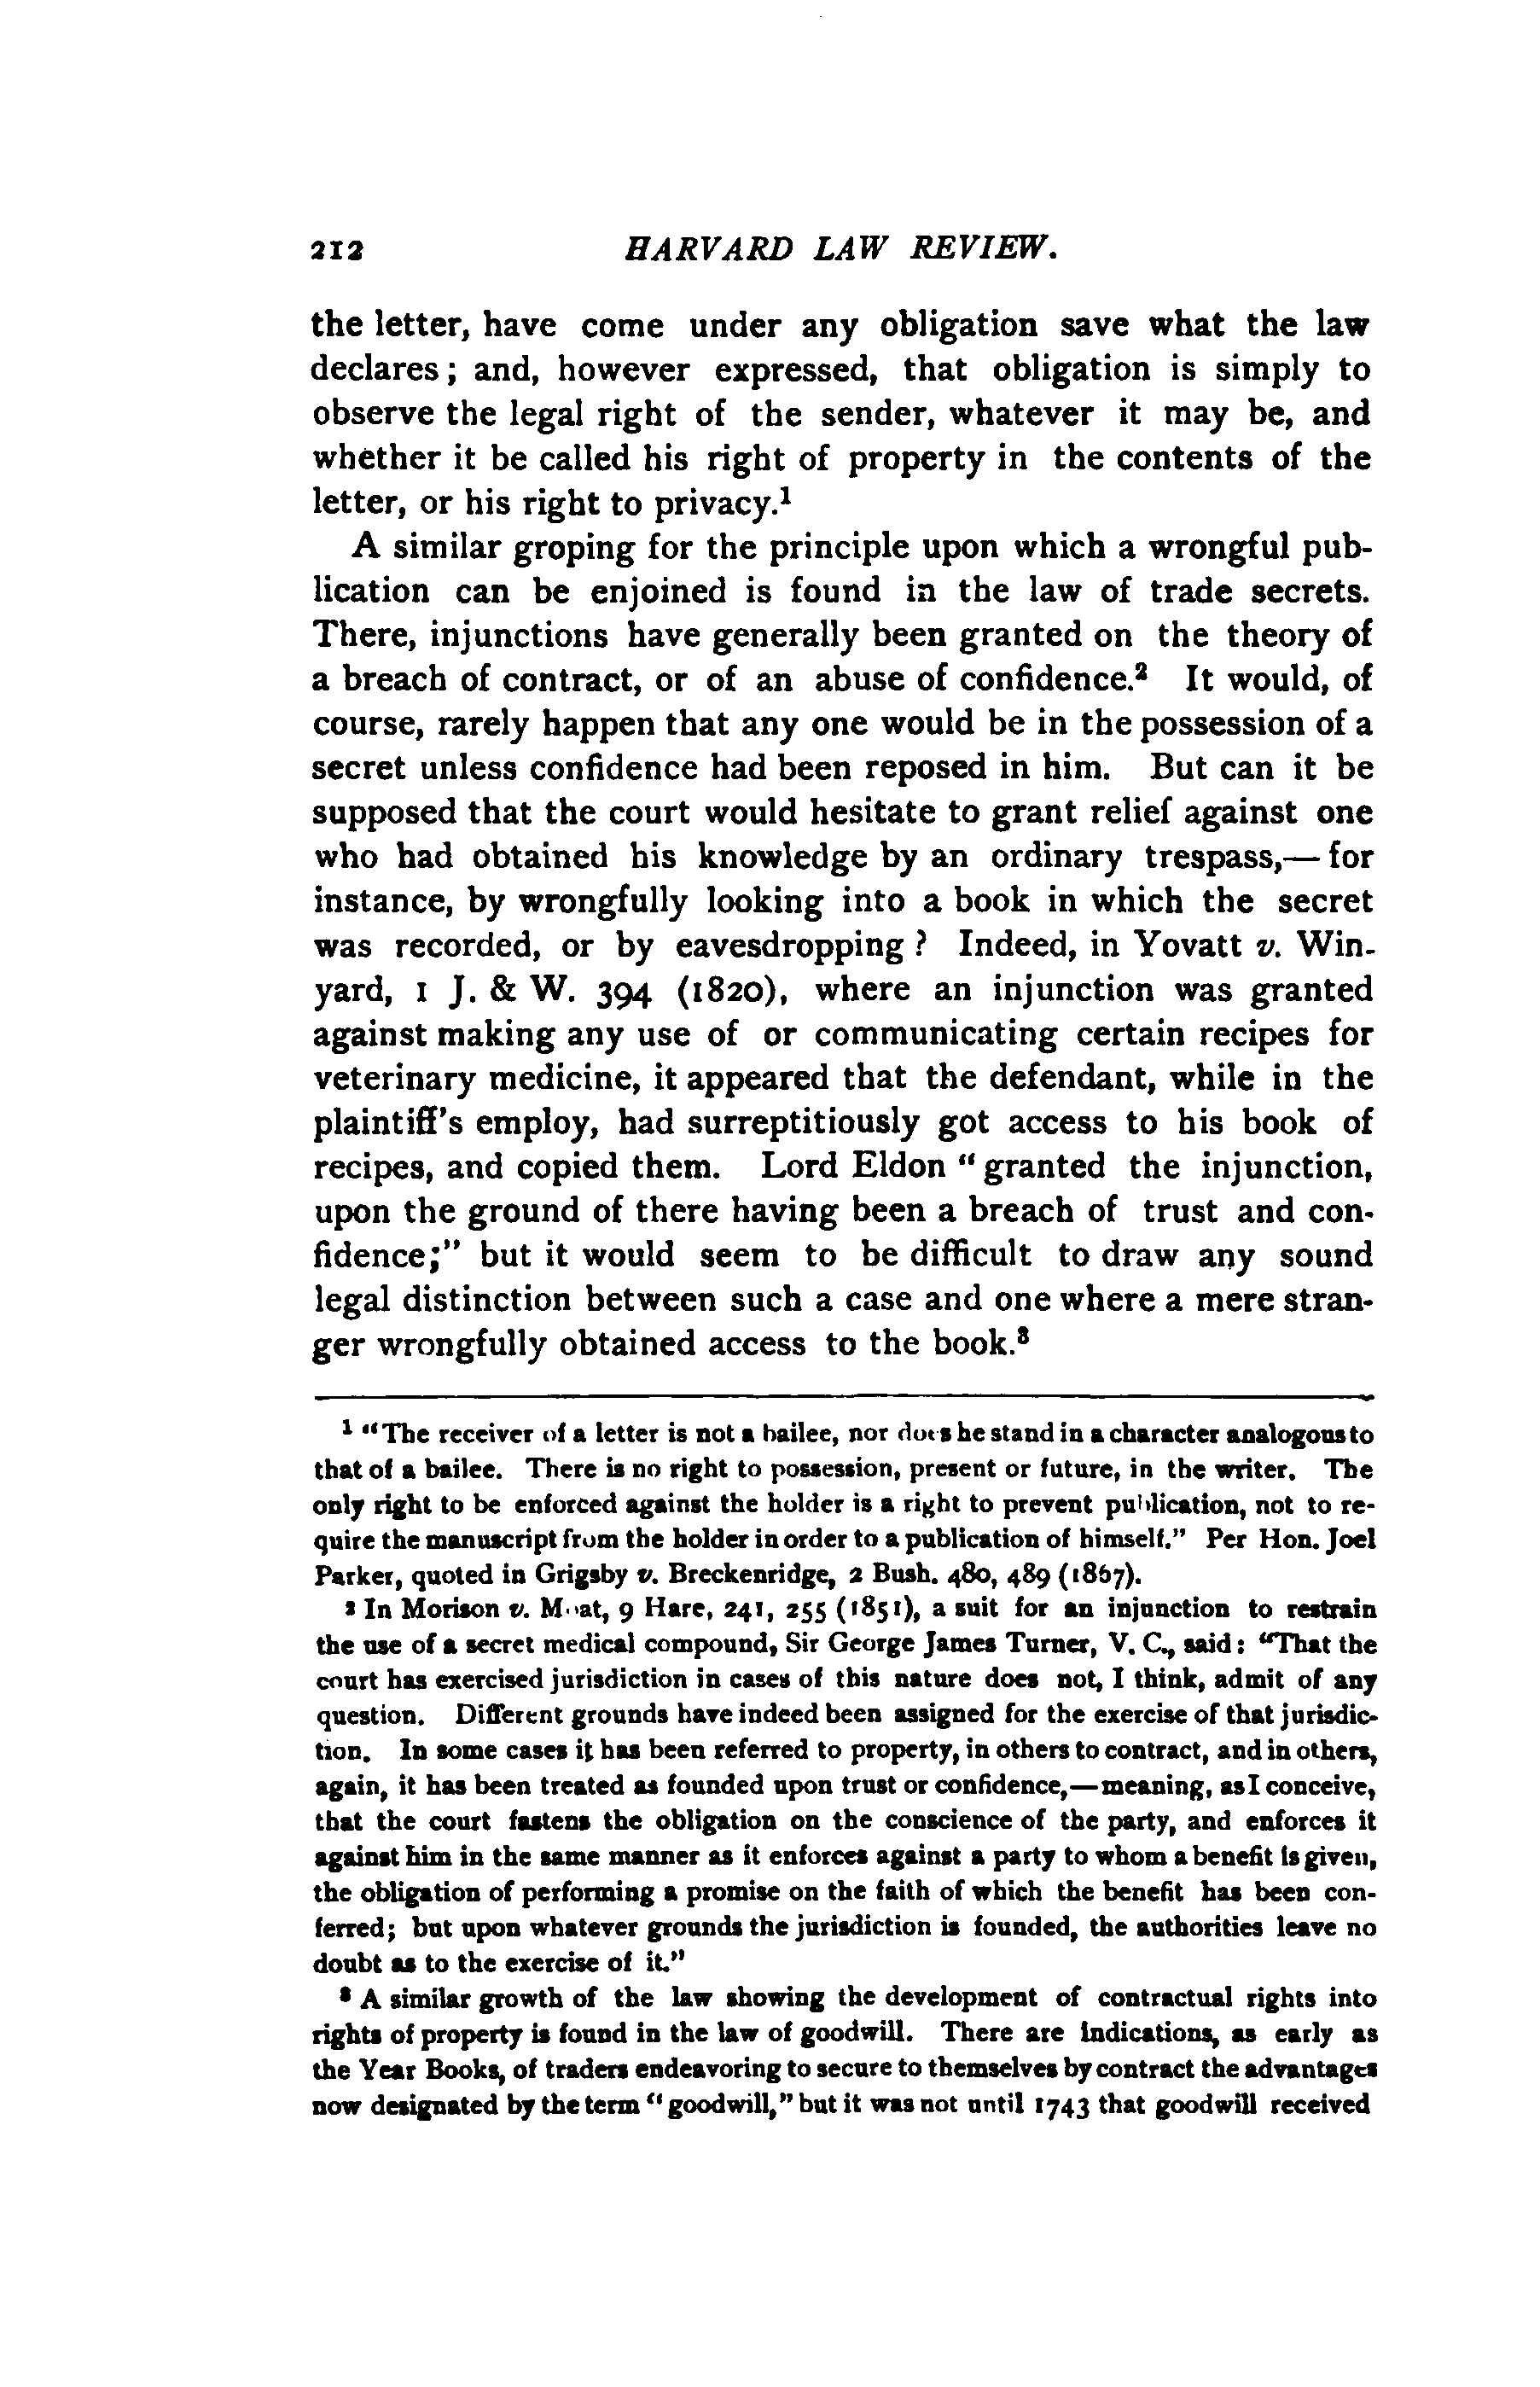 212 HARVARD LAW REVIEW.
the letter, have come under any obligation save what the law
declares; and, however expressed, that obligation is simply to
observe the legal right of the sender, whatever it may be, and
whether it be called his right of property in the contents of the
letter, or his right to privacy.¹
A similar groping for the principle upon which a wrongful pub-
lication can be enjoined is found in the law of trade secrets.
There, injunctions have generally been granted on the theory of
a breach of contract, or of an abuse of confidence.² It would, of
course, rarely happen that any one would be in the possession of a
secret unless confidence had been reposed in him. But can it be
supposed that the court would hesitate to grant relief against one
who had obtained his knowledge by an ordinary trespass,— for
instance, by wrongfully looking into a book in which the secret
was recorded, or by eavesdropping? Indeed, in Yovatt v. Win-
yard, 1 J. & W. 394 (1820), where an injunction was granted
against making any use of or communicating certain recipes for
veterinary medicine, it appeared that the defendant, while in the
plaintiff's employ, had surreptitiously got access to his book of
recipes, and copied them. Lord Eldon "granted the injunction,
upon the ground of there having been a breach of trust and con-
fidence;" but it would seem to be difficult to draw any sound
legal distinction between such a case and one where a mere stran-
ger wrongfully obtained access to the book.³
¹ "The receiver of a letter is not a bailee, nor does he stand in a character analogous to
that of a bailee. There is no right to possession, present or future, in the writer. The
only right to be enforced against the holder is a right to prevent publication, not to re-
quire the manuscript from the holder in order to a publication of himself." Per Hon. Joel
Parker, quoted in Grigsby v. Breckenridge, 2 Bush. 480, 489 (1867).
² In Morison v. Moat, 9 Hare, 241, 255 (1851), a suit for an injunction to restrain
the use of a secret medical compound, Sir George James Turner, V. C., said: "That the
court has exercised jurisdiction in cases of this nature does not, I think, admit of any
question. Different grounds have indeed been assigned for the exercise of that jurisdic-
tion. In some cases it has been referred to property, in others to contract, and in others,
again, it has been treated as founded upon trust or confidence,—meaning, as I conceive,
that the court fastens the obligation on the conscience of the party, and enforces it
against him in the same manner as it enforces against a party to whom a benefit is given,
the obligation of performing a promise on the faith of which the benefit has been con-
ferred; but upon whatever grounds the jurisdiction is founded, the authorities leave no
doubt as to the exercise of it."
³ A similar growth of the law showing the development of contractual rights into
rights of property is found in the law of goodwill. There are indications, as early as
the Year Books, of traders endeavoring to secure to themselves by contract the advantages
now designated by the term "goodwill," but it was not until 1743 that goodwill received